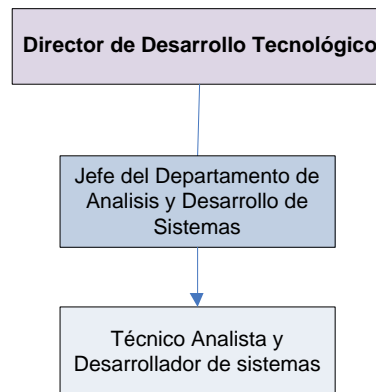 Director de Desarrollo Tecnológico
Jefe del Departamento de
Analisis y Desarrollo de
Sistemas
Técnico Analista y
Desarrollador de sistemas